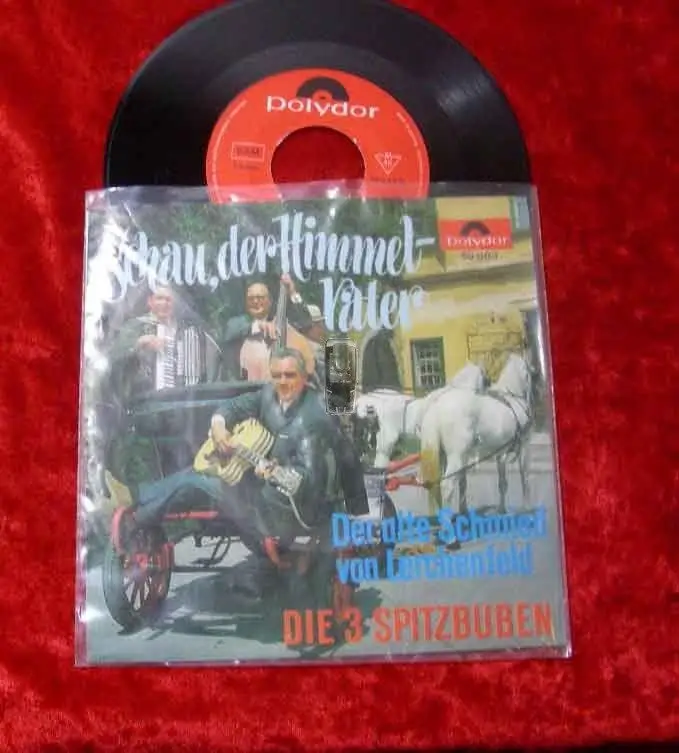 polydor
Schau, der Himmel-
Vater
polydor
Der alte Schmied
von Lerchenfeld
DIE 3 SPITZBUBEN